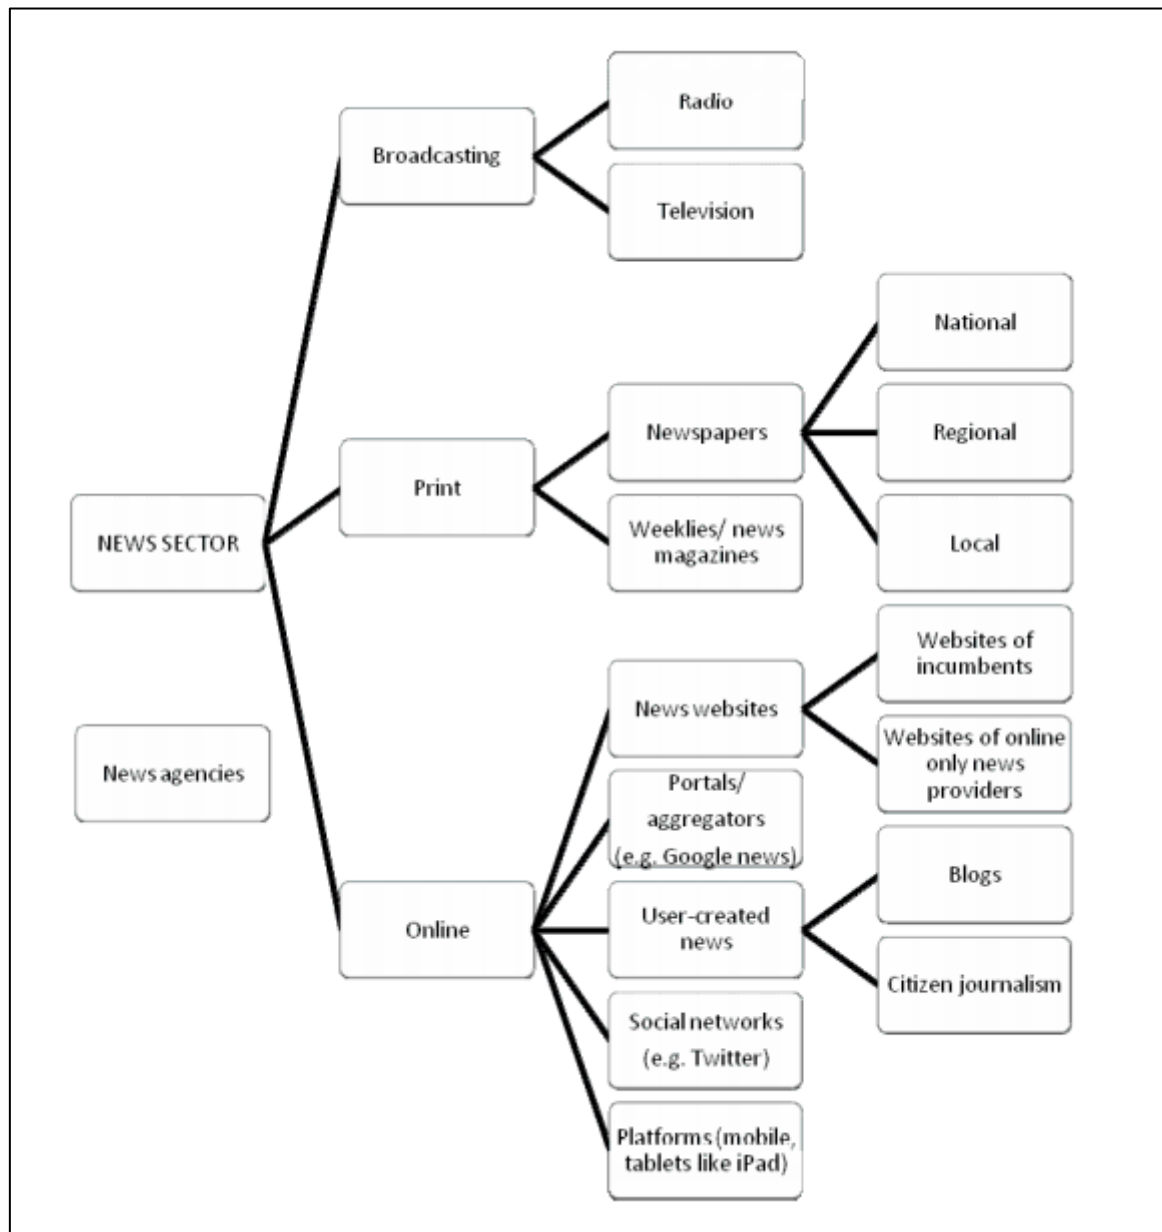 Radio
Broadcasting
Television
National
Newspapers
Regional
Print
Weeklies/ news
magazines
Local
NEWS SECTOR
Websites of
incumbents
News websites
Websites of online
only news
providers
News agencies
Portals/
aggregators
(e.g. Google news)
Blogs
Online
User-created
news
Citizen journalism
Social networks
(e.g. Twitter)
Platforms (mobile,
tablets like iPad)